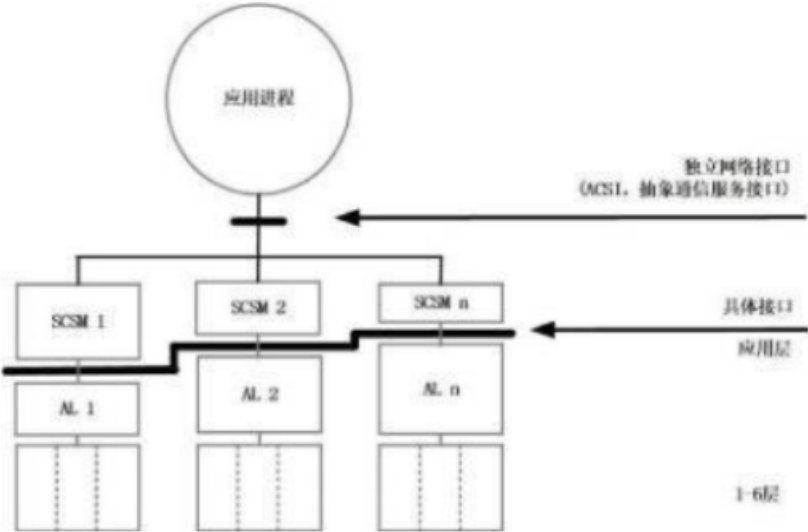 应用进程
独立网络接口
(ACSI，抽象通信服务接口)
SCSM 1
SCSM 2
SCSM n
具体接口
应用层
AL 1
AL 2
AL n
1-6层